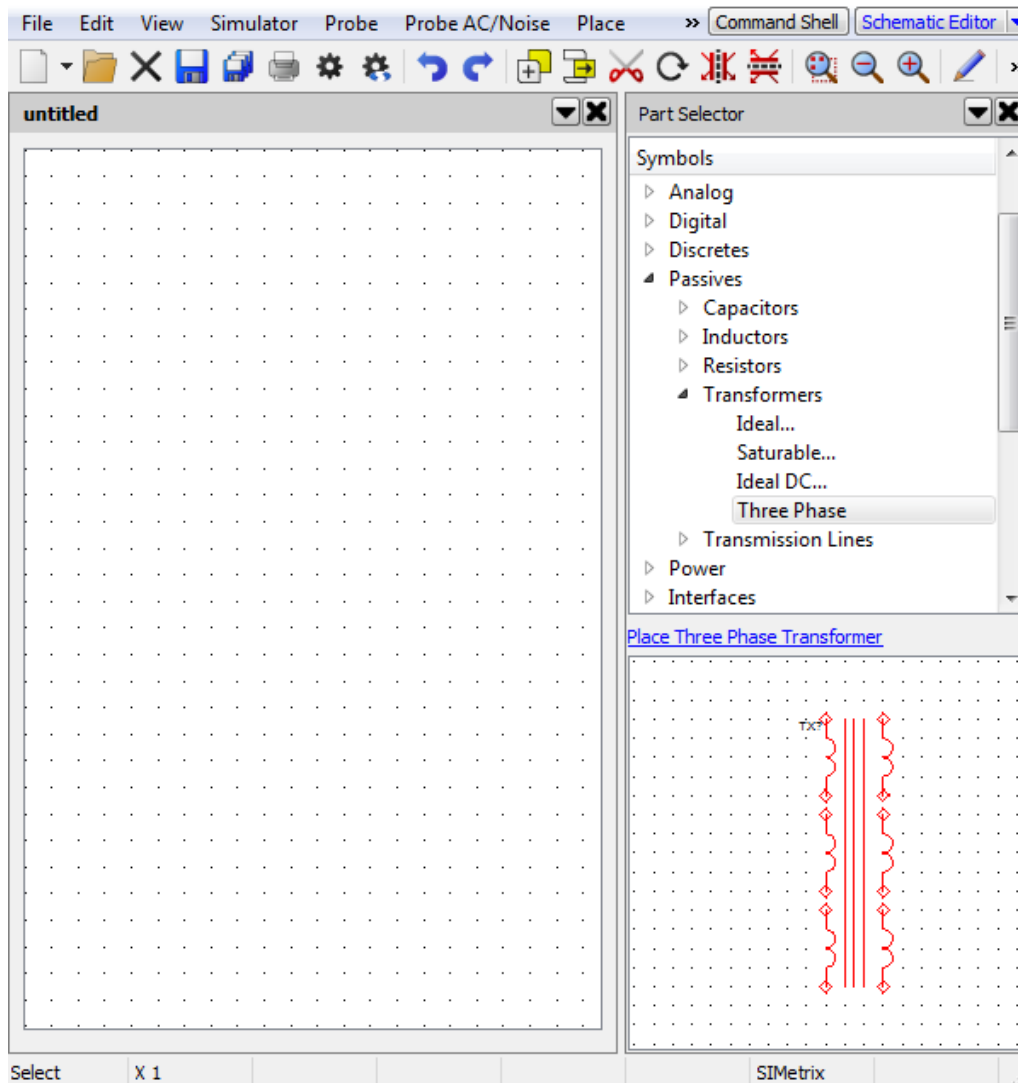 File Edit View Simulator Probe Probe AC/Noise Place » Command Shell Schematic Editor
untitled
Part Selector
Symbols
Analog
Digital
Discretes
Passives
Capacitors
Inductors
Resistors
Transformers
Ideal...
Saturable...
Ideal DC...
Three Phase
Transmission Lines
Power
Interfaces
Place Three Phase Transformer
TX?
Select X 1 SIMetrix